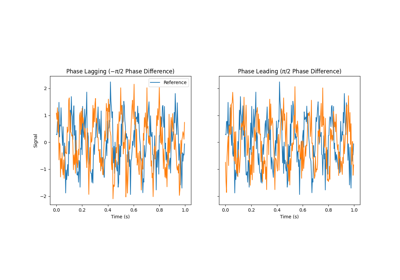 Phase Lagging (−π/2 Phase Difference)
Reference
Signal
2
1
0
−1
−2
0.0 0.2 0.4 0.6 0.8 1.0
Time (s)
Phase Leading (π/2 Phase Difference)
0.0 0.2 0.4 0.6 0.8 1.0
Time (s)